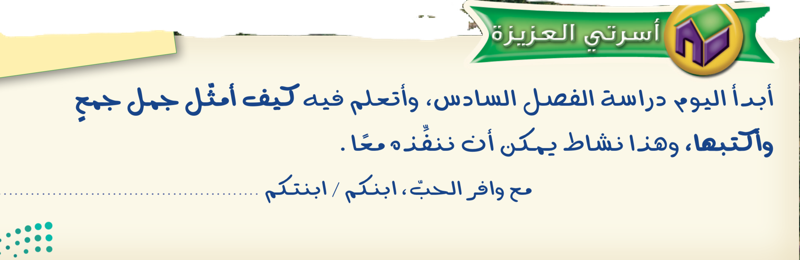 أسرتي العزيزة
أبدأ اليوم دراسة الفصل السادس، وأتعلم فيه كيف أمثّل جمل جمعٍ
وأكتبها، وهذا نشاط يمكن أن ننفِّذه معًا.
مع وافر الحبّ، ابنكم / ابنتكم ........................................